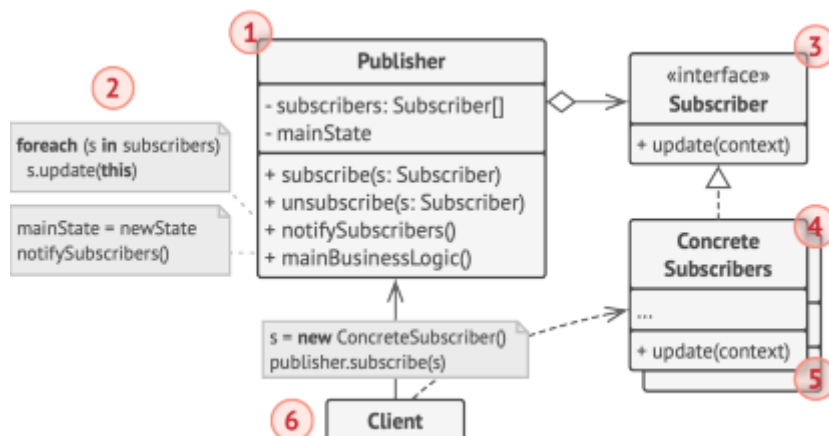 1
Publisher
- subscribers: Subscriber[]
- mainState
+ subscribe(s: Subscriber)
+ unsubscribe(s: Subscriber)
+ notifySubscribers()
+ mainBusinessLogic()
2
foreach (s in subscribers)
s.update(this)
mainState = newState
notifySubscribers()
3
«interface»
Subscriber
+ update(context)
4
Concrete
Subscribers
...
+ update(context)
5
s = new ConcreteSubscriber()
publisher.subscribe(s)
6
Client